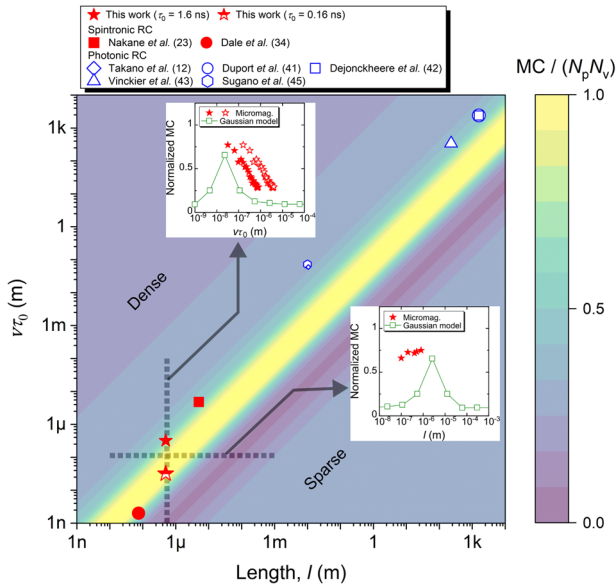 This work (τ0 = 1.6 ns) This work (τ0 = 0.16 ns)
Spintronic RC
Nakane et al. (23) Dale et al. (34)
Photonic RC
Takano et al. (12) Duport et al. (41) Dejonckheere et al. (42)
Vinckier et al. (43) Sugano et al. (45)
MC / (NpNv)
1.0
0.5
0.0
vτ0 (m)
1k
1
1m
1μ
1n
1n 1μ 1m 1 1k
Length, l (m)
Dense
Sparse
Normalized MC
1
0.5
0
Micromag.
Gaussian model
10-9 10-8 10-7 10-6 10-5 10-4
vτ0 (m)
Normalized MC
1
0.5
0
Micromag.
Gaussian model
10-8 10-7 10-6 10-5 10-4 10-3
l (m)